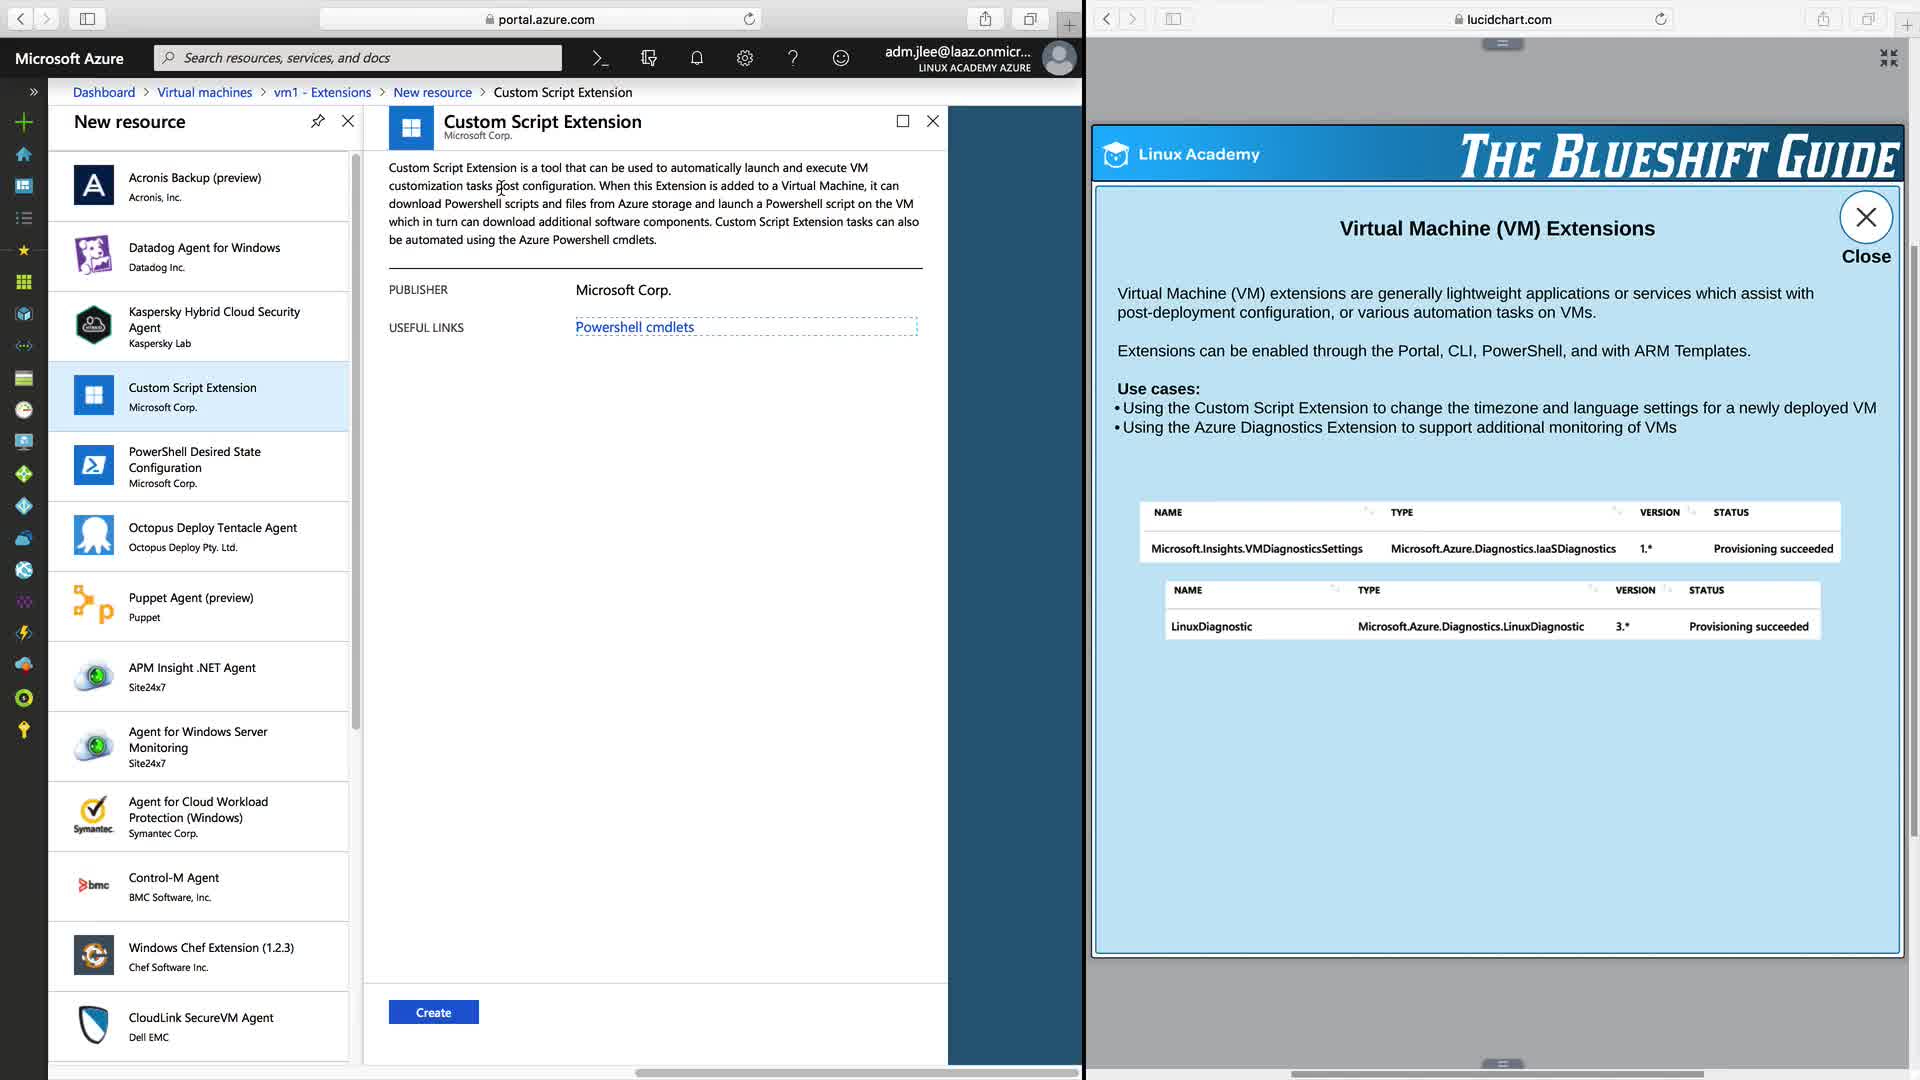 portal.azure.com
Microsoft Azure
Search resources, services, and docs
adm.jlee@laaz.onmicr...
LINUX ACADEMY AZURE
Dashboard > Virtual machines > vm1 - Extensions > New resource > Custom Script Extension
New resource
Acronis Backup (preview)
Acronis, Inc.
Datadog Agent for Windows
Datadog Inc.
Kaspersky Hybrid Cloud Security
Agent
Kaspersky Lab
Custom Script Extension
Microsoft Corp.
PowerShell Desired State
Configuration
Microsoft Corp.
Octopus Deploy Tentacle Agent
Octopus Deploy Pty. Ltd.
Puppet Agent (preview)
Puppet
APM Insight .NET Agent
Site24x7
Agent for Windows Server
Monitoring
Site24x7
Symantec.
Agent for Cloud Workload
Protection (Windows)
Symantec Corp.
bmc
Control-M Agent
BMC Software, Inc.
Windows Chef Extension (1.2.3)
Chef Software Inc.
CloudLink SecureVM Agent
Dell EMC
Custom Script Extension
Microsoft Corp.
Custom Script Extension is a tool that can be used to automatically launch and execute VM
customization tasks post configuration. When this Extension is added to a Virtual Machine, it can
download Powershell scripts and files from Azure storage and launch a Powershell script on the VM
which in turn can download additional software components. Custom Script Extension tasks can also
be automated using the Azure Powershell cmdlets.
PUBLISHER Microsoft Corp.
USEFUL LINKS Powershell cmdlets
Create
lucidchart.com
Linux Academy
THE BLUESHIFT GUIDE
Virtual Machine (VM) Extensions
Close
Virtual Machine (VM) extensions are generally lightweight applications or services which assist with
post-deployment configuration, or various automation tasks on VMs.
Extensions can be enabled through the Portal, CLI, PowerShell, and with ARM Templates.
Use cases:
• Using the Custom Script Extension to change the timezone and language settings for a newly deployed VM
• Using the Azure Diagnostics Extension to support additional monitoring of VMs
NAME TYPE VERSION STATUS
Microsoft.Insights.VMDiagnosticsSettings Microsoft.Azure.Diagnostics.IaaSDiagnostics 1.* Provisioning succeeded
NAME TYPE VERSION STATUS
LinuxDiagnostic Microsoft.Azure.Diagnostics.LinuxDiagnostic 3.* Provisioning succeeded